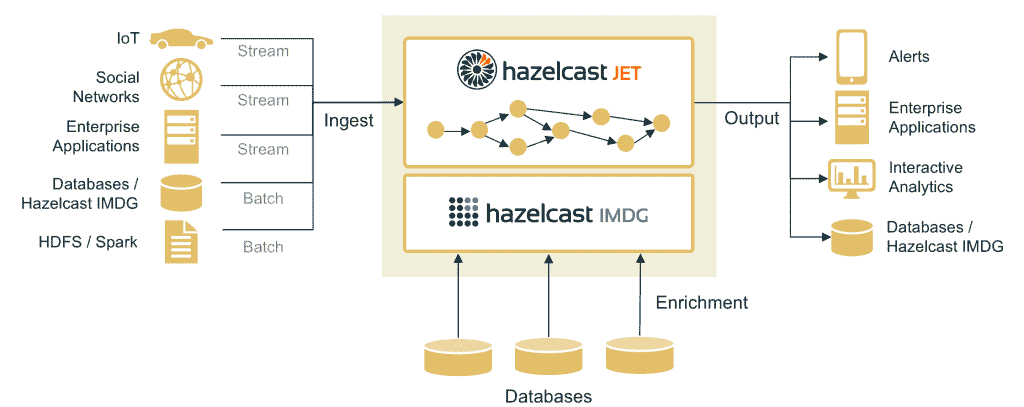 IoT
Stream
Social
Networks
Stream
Enterprise
Applications
Stream
Databases /
Hazelcast IMDG
Batch
HDFS / Spark
Batch
Ingest
hazelcast JET
hazelcast IMDG
Enrichment
Databases
Output
Alerts
Enterprise
Applications
Interactive
Analytics
Databases /
Hazelcast IMDG